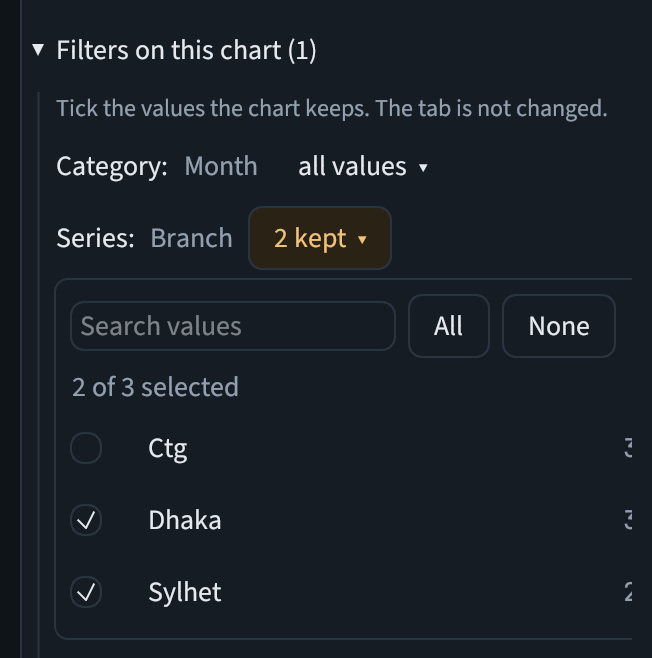 ▼ Filters on this chart (1)
Tick the values the chart keeps. The tab is not changed.
Category: Month all values ▾
Series: Branch 2 kept ▾
Search values All None
2 of 3 selected
Ctg
Dhaka
Sylhet